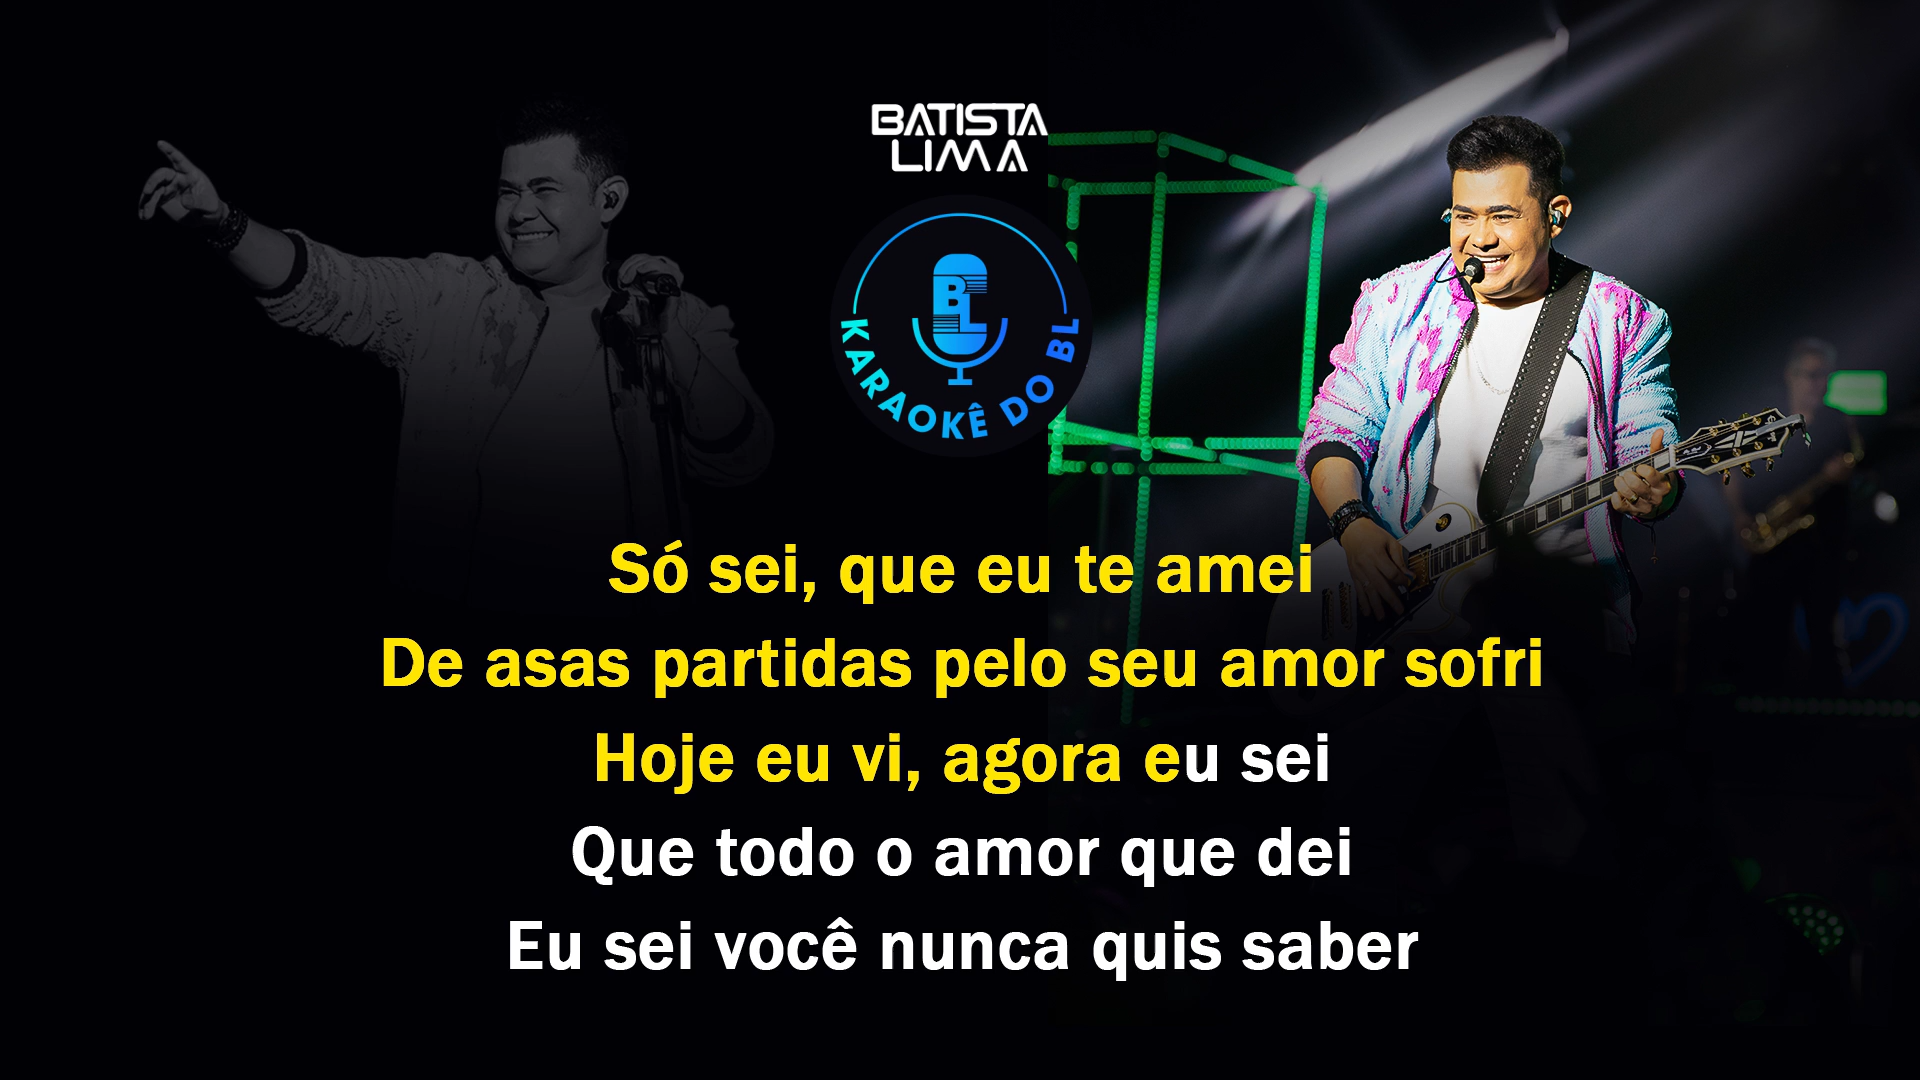 BATISTA
LIMA
BL
KARAOKÊ DO BL
Só sei, que eu te amei
De asas partidas pelo seu amor sofri
Hoje eu vi, agora eu sei
Que todo o amor que dei
Eu sei você nunca quis saber